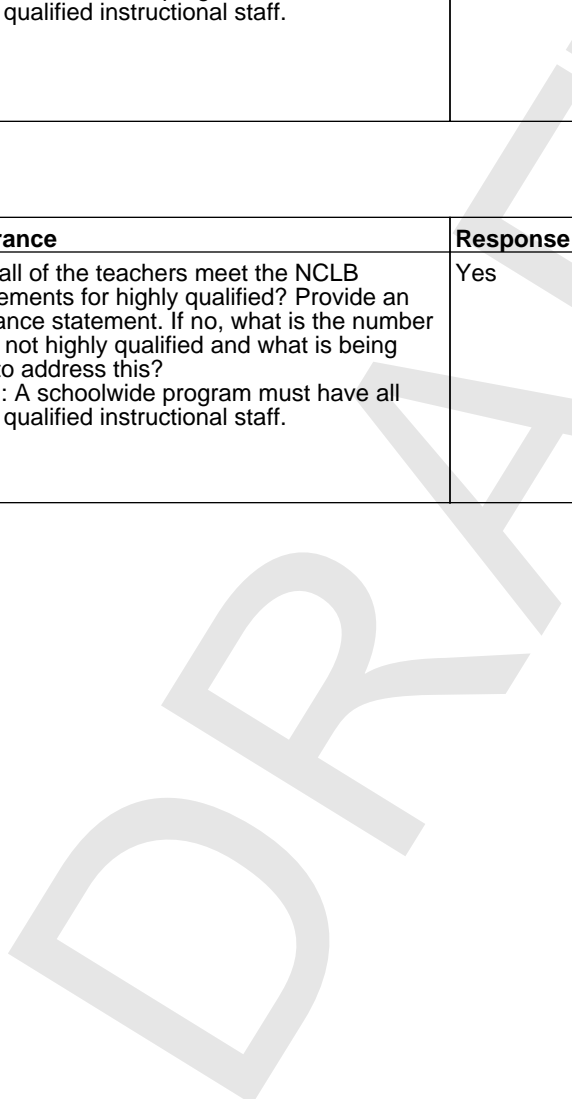 qualified instructional staff.
rance Response
all of the teachers meet the NCLB Yes
ements for highly qualified? Provide an
ance statement. If no, what is the number
not highly qualified and what is being
to address this?
: A schoolwide program must have all
qualified instructional staff.
DRAF